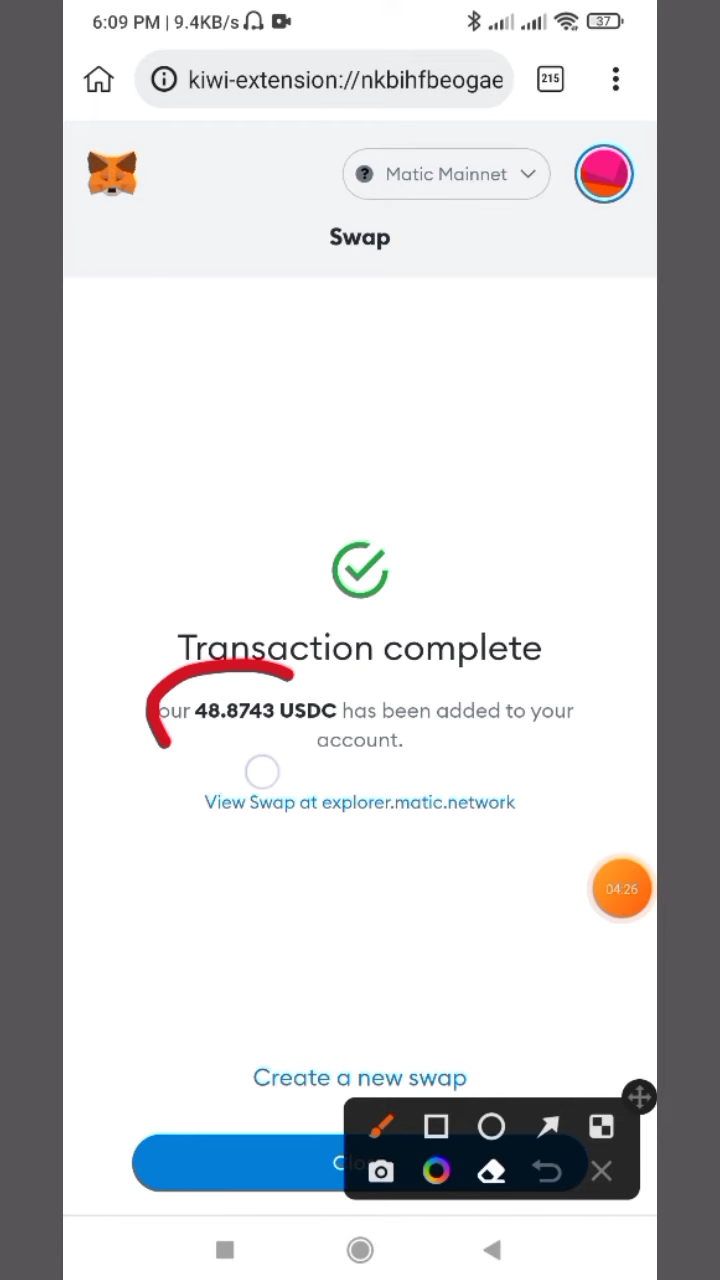 6:09 PM | 9.4KB/s 37
kiwi-extension://nkbihfbeogae 215
? Matic Mainnet
Swap
Transaction complete
our 48.8743 USDC has been added to your
account.
View Swap at explorer.matic.network
04:26
Create a new swap